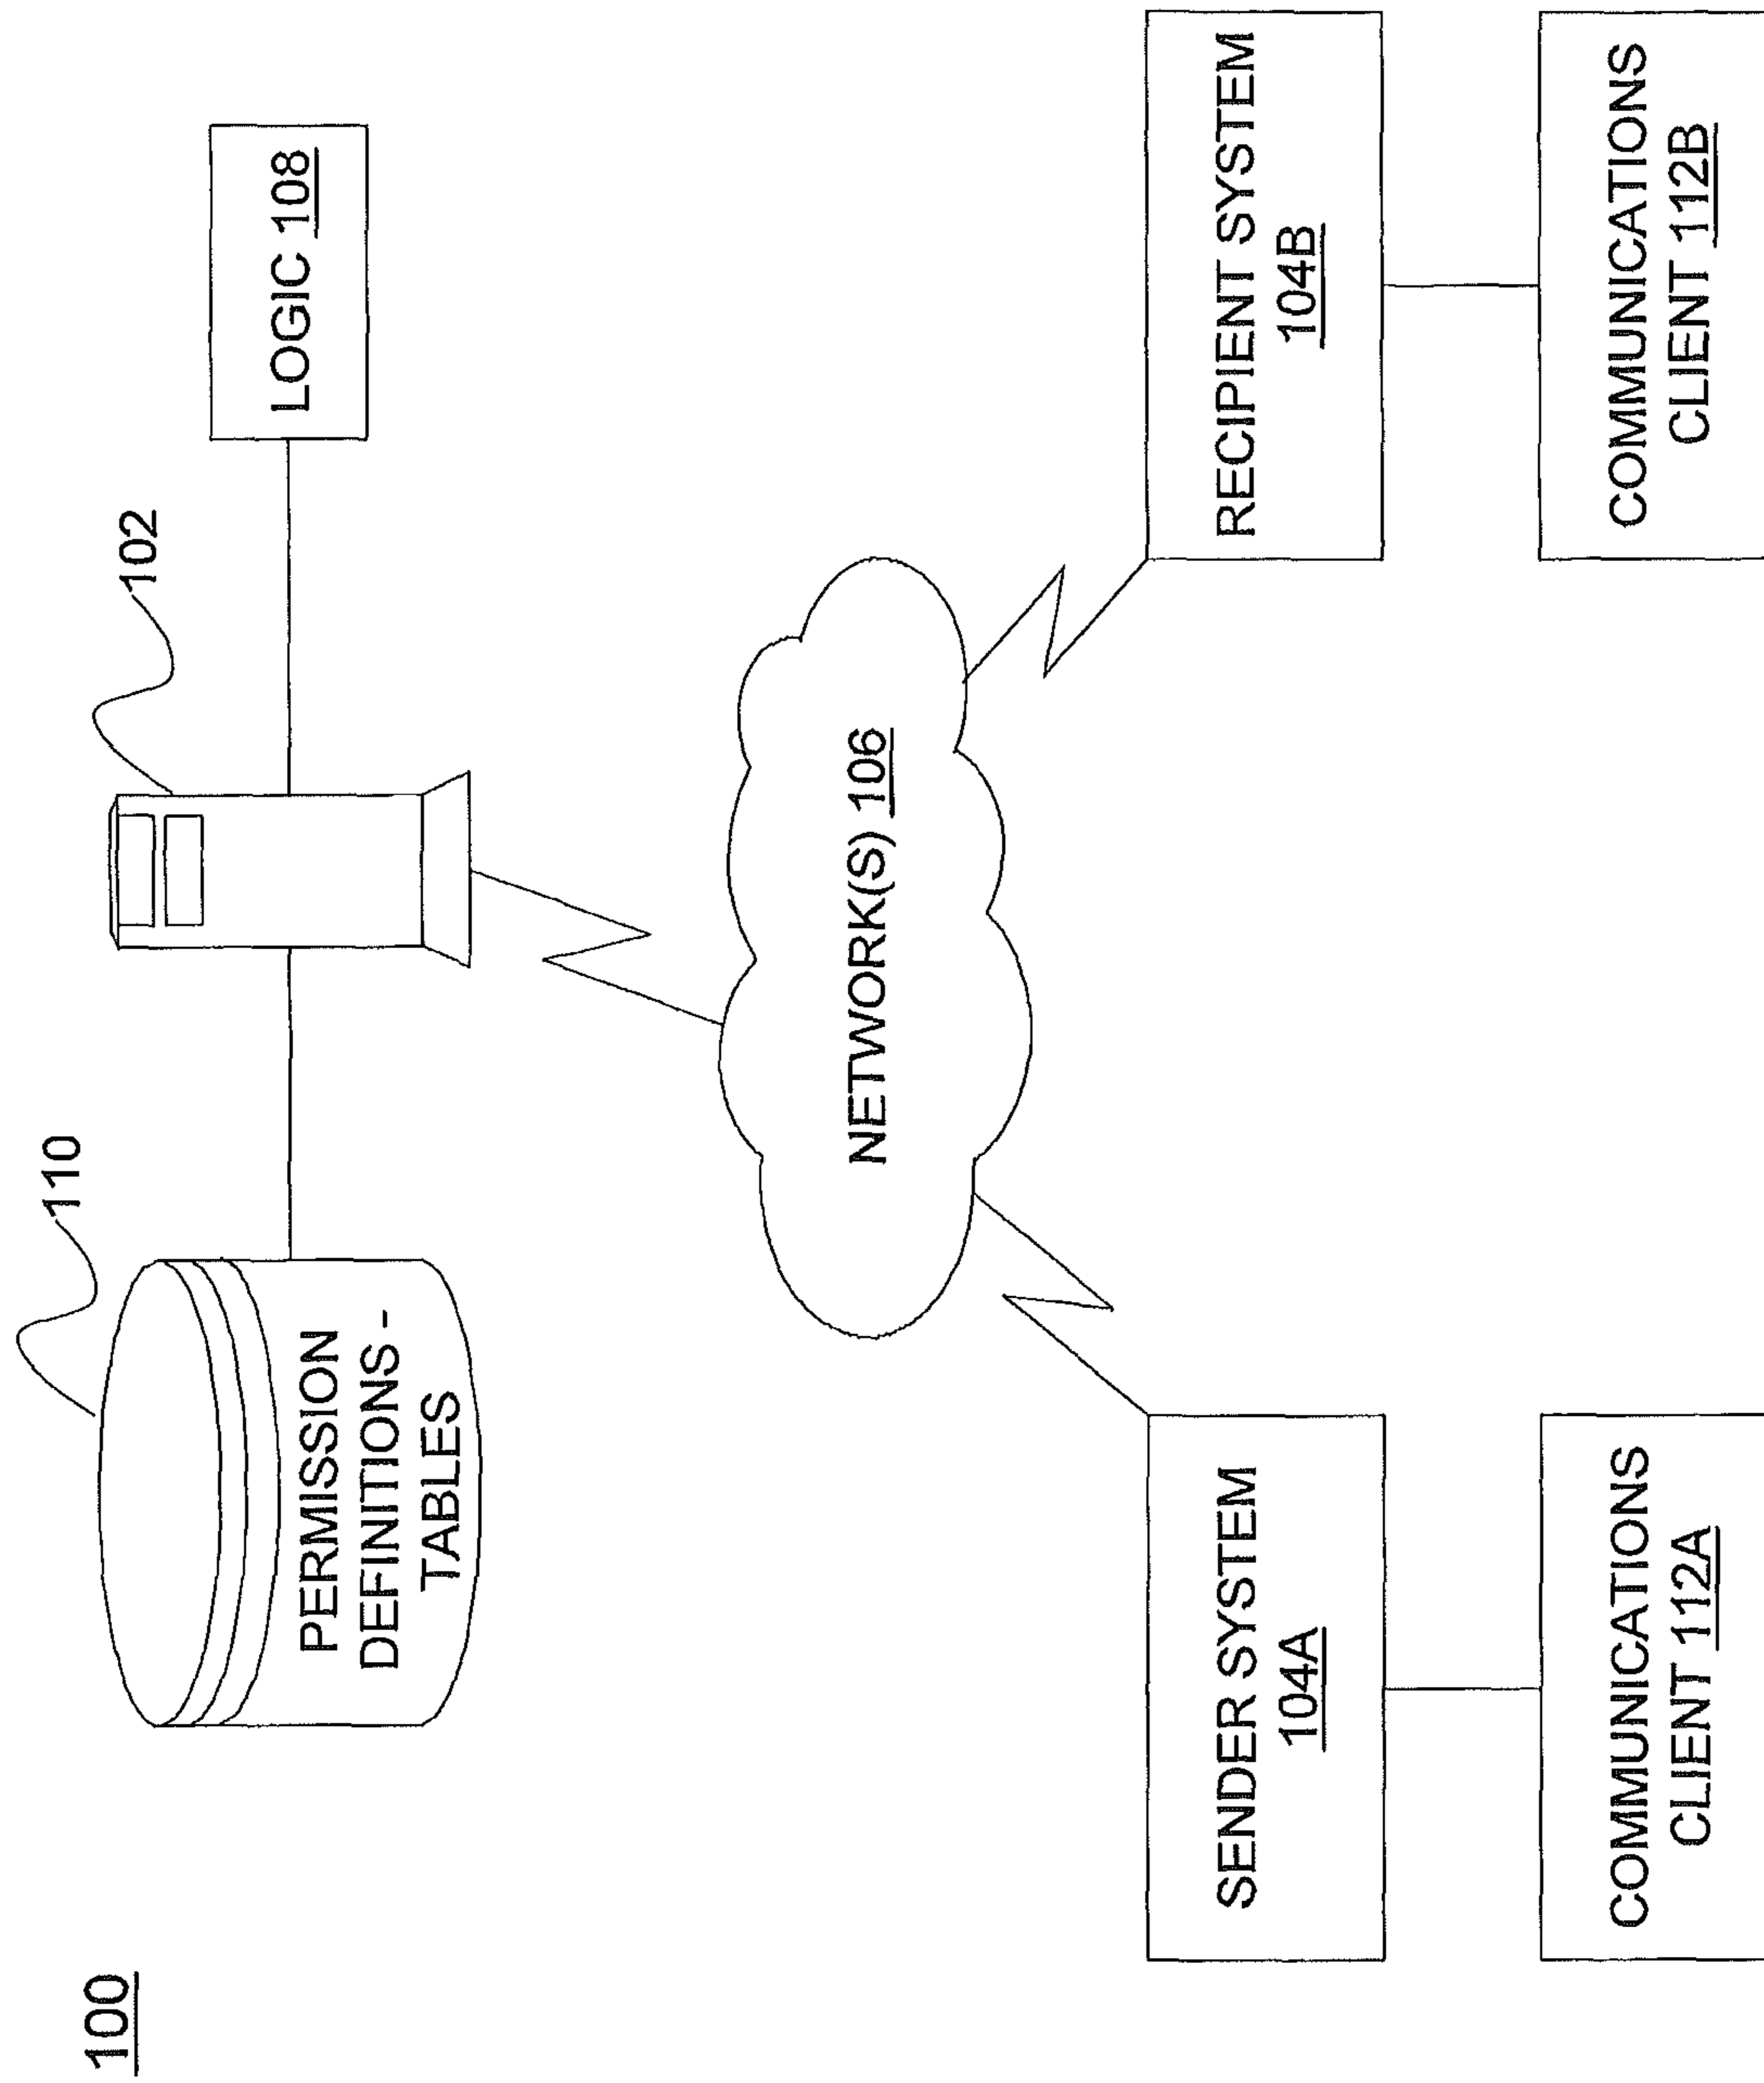 100
110
102
PERMISSION
DEFINITIONS -
TABLES
LOGIC 108
NETWORK(S) 106
SENDER SYSTEM
104A
RECIPIENT SYSTEM
104B
COMMUNICATIONS
CLIENT 112A
COMMUNICATIONS
CLIENT 112B